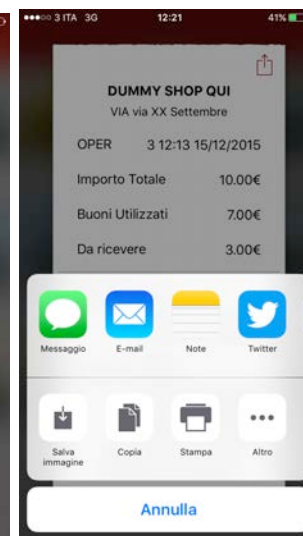 3 ITA 3G 12:21 41%
DUMMY SHOP QUI
VIA via XX Settembre
OPER 3 12:13 15/12/2015
Importo Totale 10.00€
Buoni Utilizzati 7.00€
Da ricevere 3.00€
Messaggio E-mail Note Twitter
Salva immagine Copia Stampa Altro
Annulla